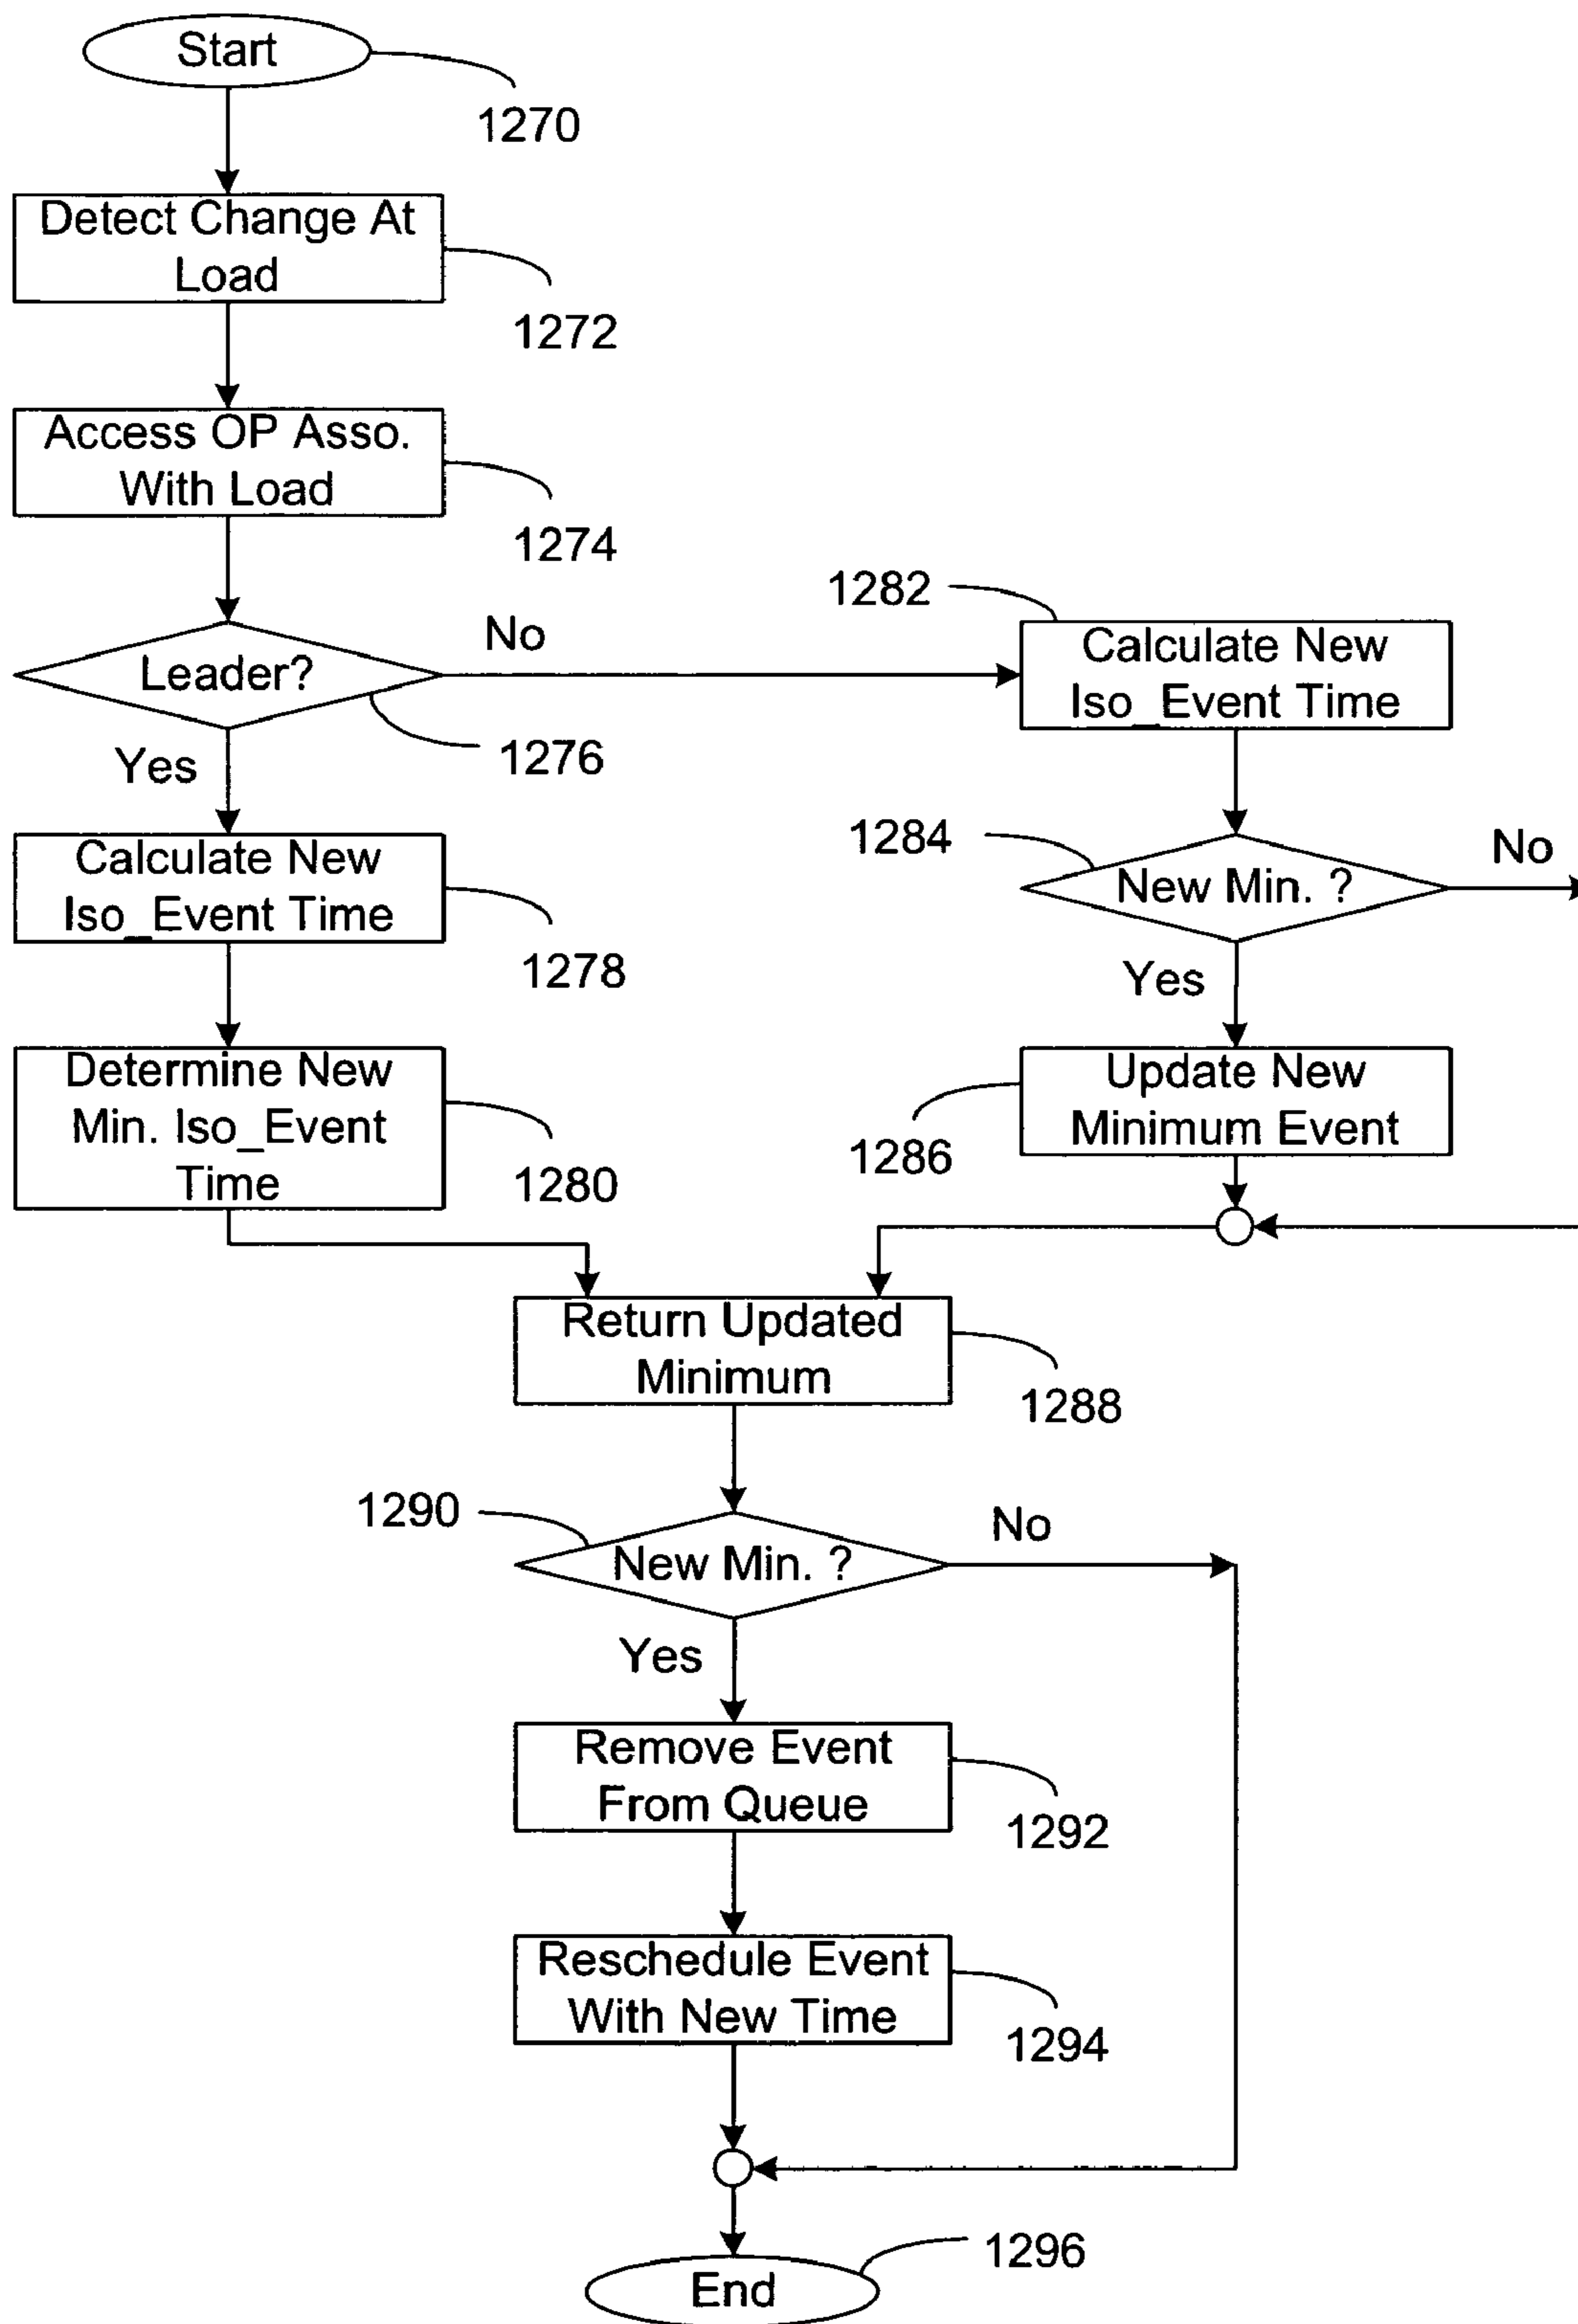 Start
1270
Detect Change At
Load
1272
Access OP Asso.
With Load
1274
Leader?
No
1276
Yes
1282
Calculate New
Iso_Event Time
Calculate New
Iso_Event Time
1278
1284
New Min. ?
No
Yes
Determine New
Min. Iso_Event
Time
1280
Update New
Minimum Event
1286
Return Updated
Minimum
1288
1290
New Min. ?
No
Yes
Remove Event
From Queue
1292
Reschedule Event
With New Time
1294
1296
End